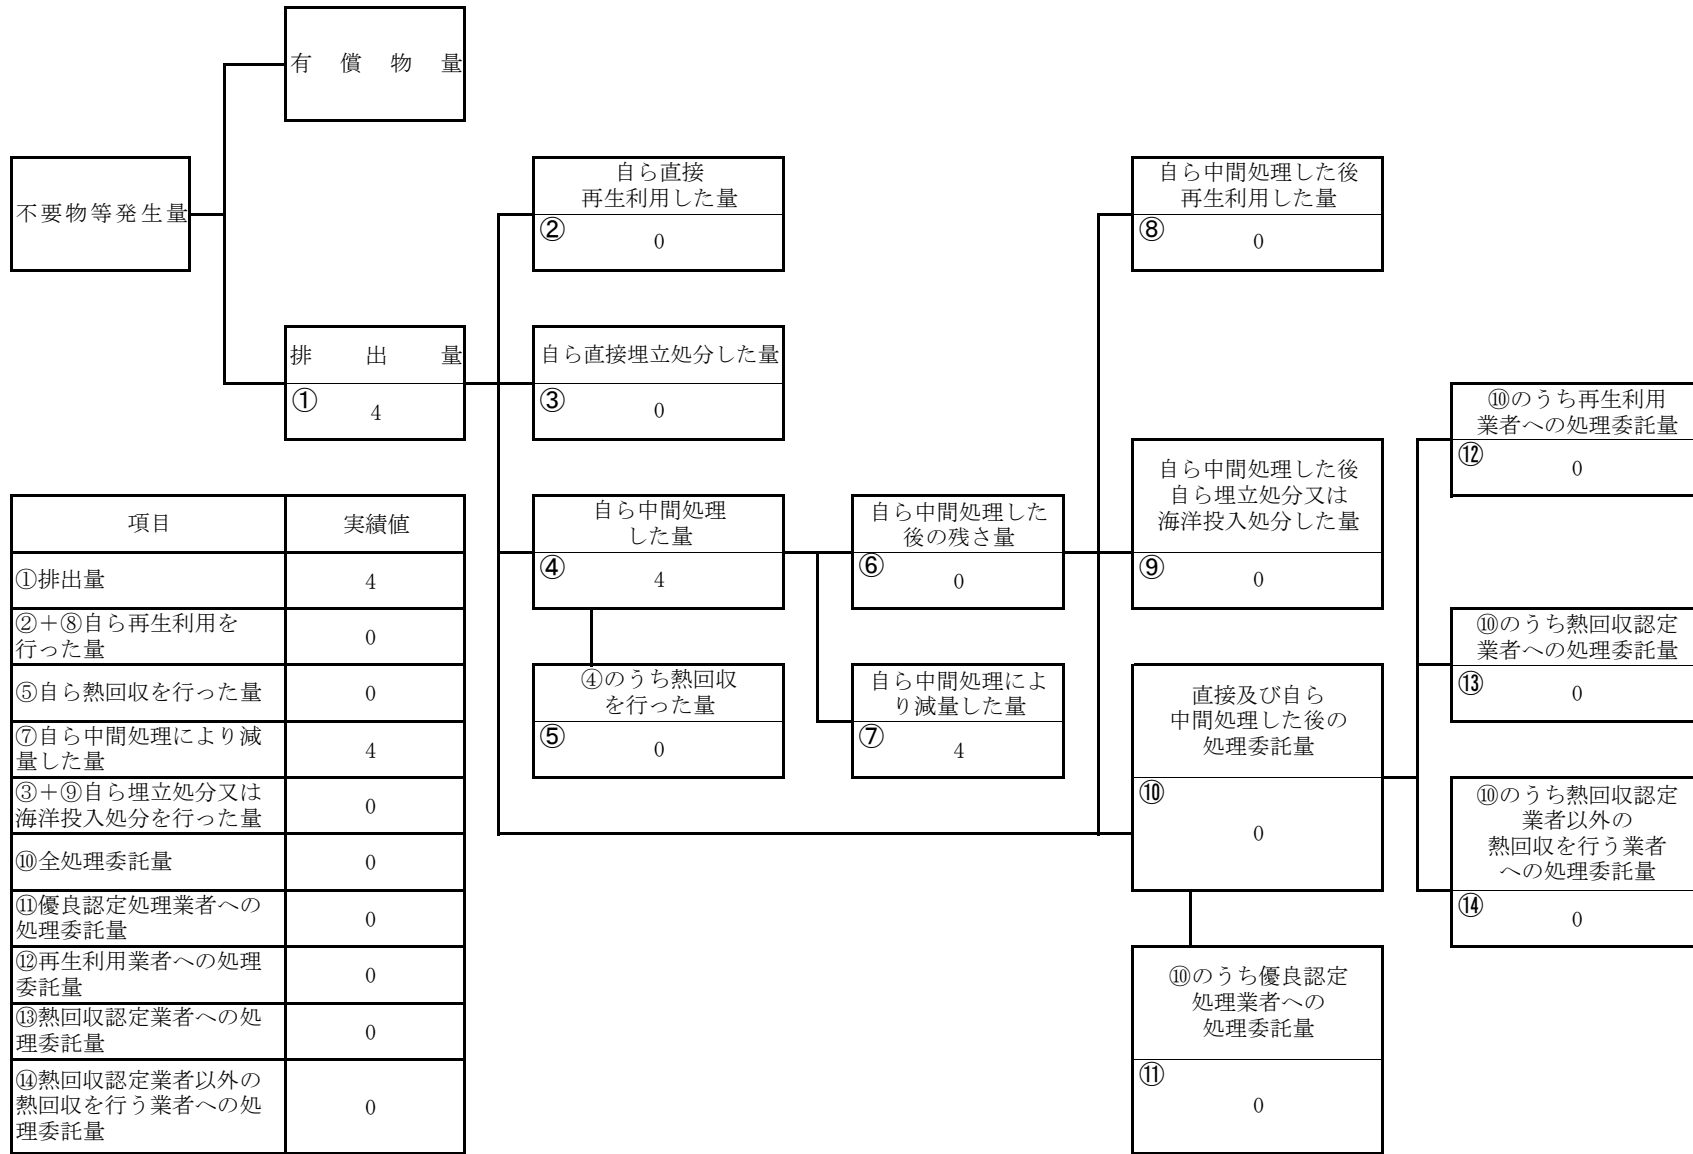 有償物量
不要物等発生量
排出量
①
4
自ら直接
再生利用した量
②
0
自ら直接埋立処分した量
③
0
自ら中間処理
した量
④
4
④のうち熱回収
を行った量
⑤
0
自ら中間処理した
後の残さ量
⑥
0
自ら中間処理によ
り減量した量
⑦
4
自ら中間処理した後
再生利用した量
⑧
0
自ら中間処理した後
自ら埋立処分又は
海洋投入処分した量
⑨
0
直接及び自ら
中間処理した後の
処理委託量
⑩
0
⑩のうち優良認定
処理業者への
処理委託量
⑪
0
⑩のうち再生利用
業者への処理委託量
⑫
0
⑩のうち熱回収認定
業者への処理委託量
⑬
0
⑩のうち熱回収認定
業者以外の
熱回収を行う業者
への処理委託量
⑭
0
項目 実績値
①排出量 4
②＋⑧自ら再生利用を
行った量 0
⑤自ら熱回収を行った量 0
⑦自ら中間処理により減
量した量 4
③＋⑨自ら埋立処分又は
海洋投入処分を行った量 0
⑩全処理委託量 0
⑪優良認定処理業者への
処理委託量 0
⑫再生利用業者への処理
委託量 0
⑬熱回収認定業者への処
理委託量 0
⑭熱回収認定業者以外の
熱回収を行う業者への処
理委託量 0